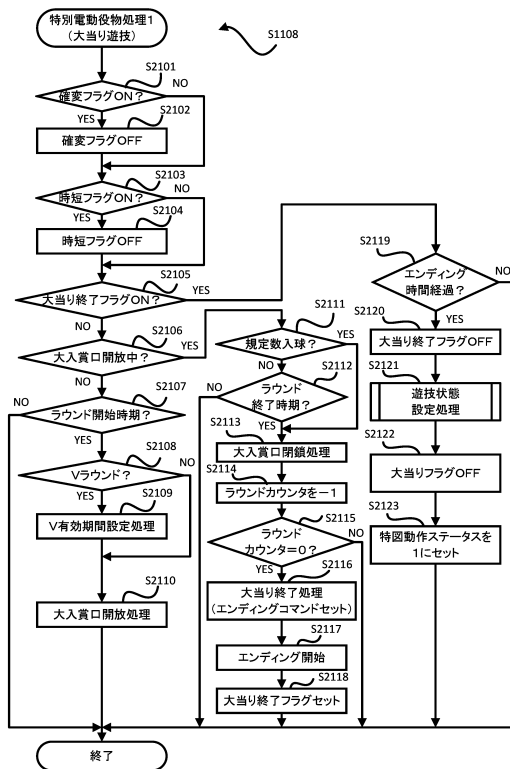 特別電動役物処理1
(大当り遊技)
S1108
S2101
確変フラグON?
NO
YES
S2102
確変フラグOFF
S2103
時短フラグON?
NO
YES
S2104
時短フラグOFF
S2105
大当り終了フラグON?
YES
NO
S2106
大入賞口開放中?
YES
NO
S2107
NO
ラウンド開始時期?
YES
S2108
Vラウンド?
NO
YES
S2109
V有効期間設定処理
S2110
大入賞口開放処理
S2111
規定数入球?
YES
NO
S2112
NO
ラウンド
終了時期?
YES
S2113
大入賞口閉鎖処理
S2114
ラウンドカウンタを-1
S2115
ラウンド
カウンタ=0?
NO
YES
S2116
大当り終了処理
(エンディングコマンドセット)
S2117
エンディング開始
S2118
大当り終了フラグセット
S2119
エンディング
時間経過?
NO
YES
S2120
大当り終了フラグOFF
S2121
遊技状態
設定処理
S2122
大当りフラグOFF
S2123
特図動作ステータスを
1にセット
終了